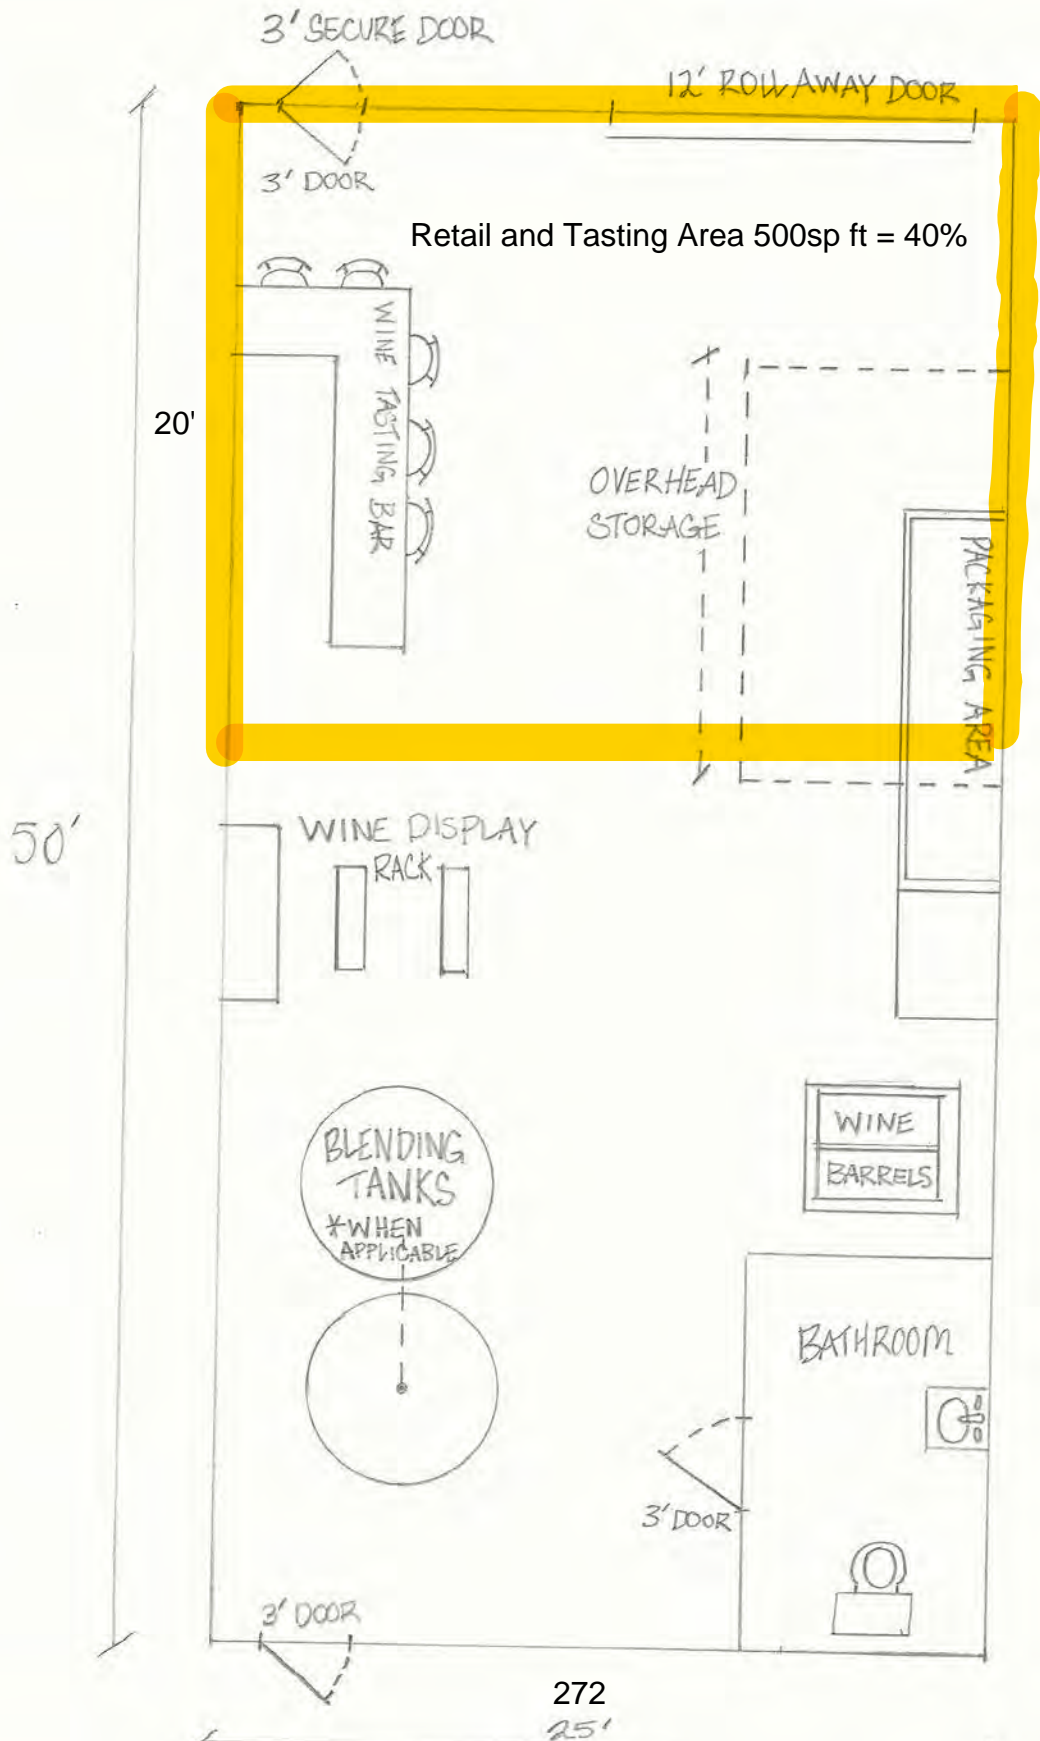 3' SECURE DOOR
12' ROLL AWAY DOOR
3' DOOR
Retail and Tasting Area 500sp ft = 40%
WINE TASTING BAR
20'
OVERHEAD
STORAGE
PACKAGING AREA
50'
WINE DISPLAY
RACK
BLENDING
TANKS
*WHEN
APPLICABLE
WINE
BARRELS
BATHROOM
3' DOOR
3' DOOR
272
25'